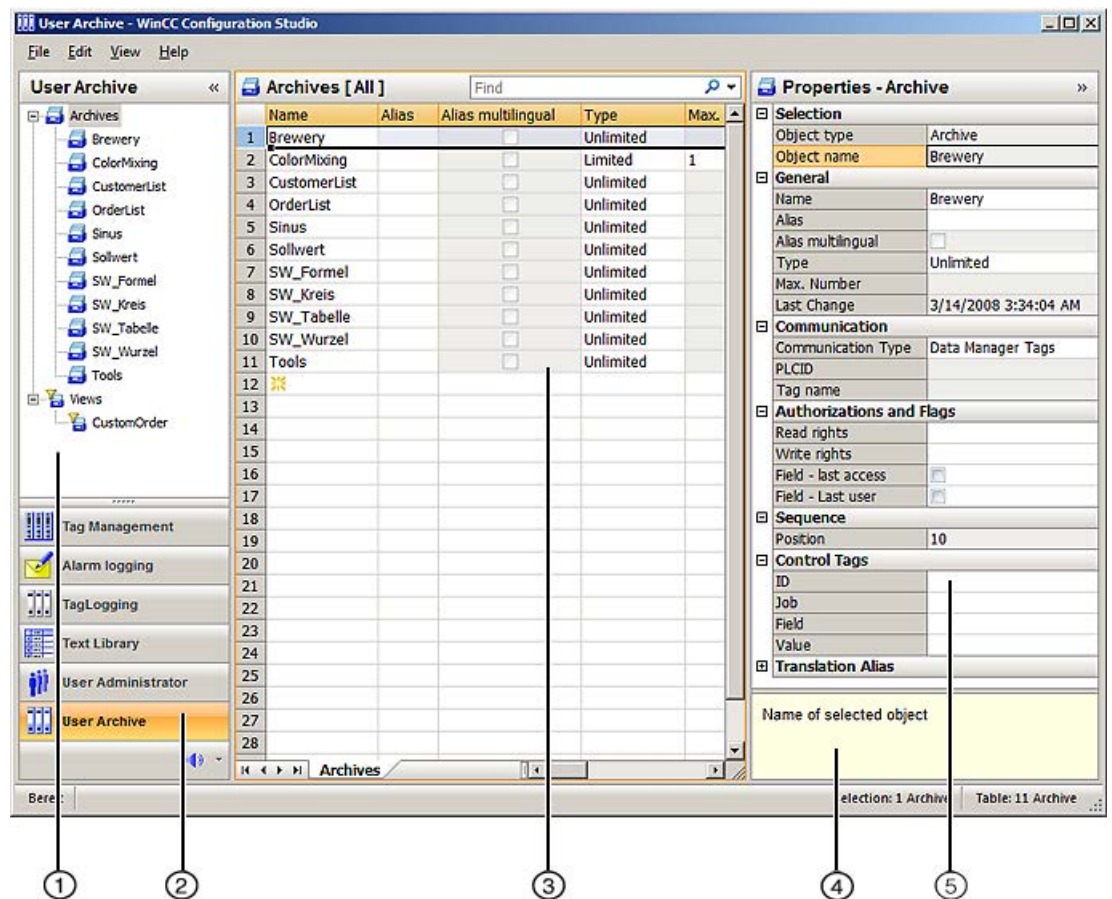 User Archive - WinCC Configuration Studio
File Edit View Help
User Archive «
Archives
Brewery
ColorMixing
CustomerList
OrderList
Sinus
Sollwert
SW_Formel
SW_Kreis
SW_Tabelle
SW_Wurzel
Tools
Views
CustomOrder
Tag Management
Alarm logging
TagLogging
Text Library
User Administrator
User Archive
Archives [ All ] Find
Name Alias Alias multilingual Type Max.
1 Brewery Unlimited
2 ColorMixing Limited 1
3 CustomerList Unlimited
4 OrderList Unlimited
5 Sinus Unlimited
6 Sollwert Unlimited
7 SW_Formel Unlimited
8 SW_Kreis Unlimited
9 SW_Tabelle Unlimited
10 SW_Wurzel Unlimited
11 Tools Unlimited
12
13
14
15
16
17
18
19
20
21
22
23
24
25
26
27
28
Archives
Properties - Archive »
Selection
Object type Archive
Object name Brewery
General
Name Brewery
Alias
Alias multilingual
Type Unlimited
Max. Number
Last Change 3/14/2008 3:34:04 AM
Communication
Communication Type Data Manager Tags
PLCID
Tag name
Authorizations and Flags
Read rights
Write rights
Field - last access
Field - Last user
Sequence
Position 10
Control Tags
ID
Job
Field
Value
Translation Alias
Name of selected object
election: 1 Archive Table: 11 Archive
1 2 3 4 5